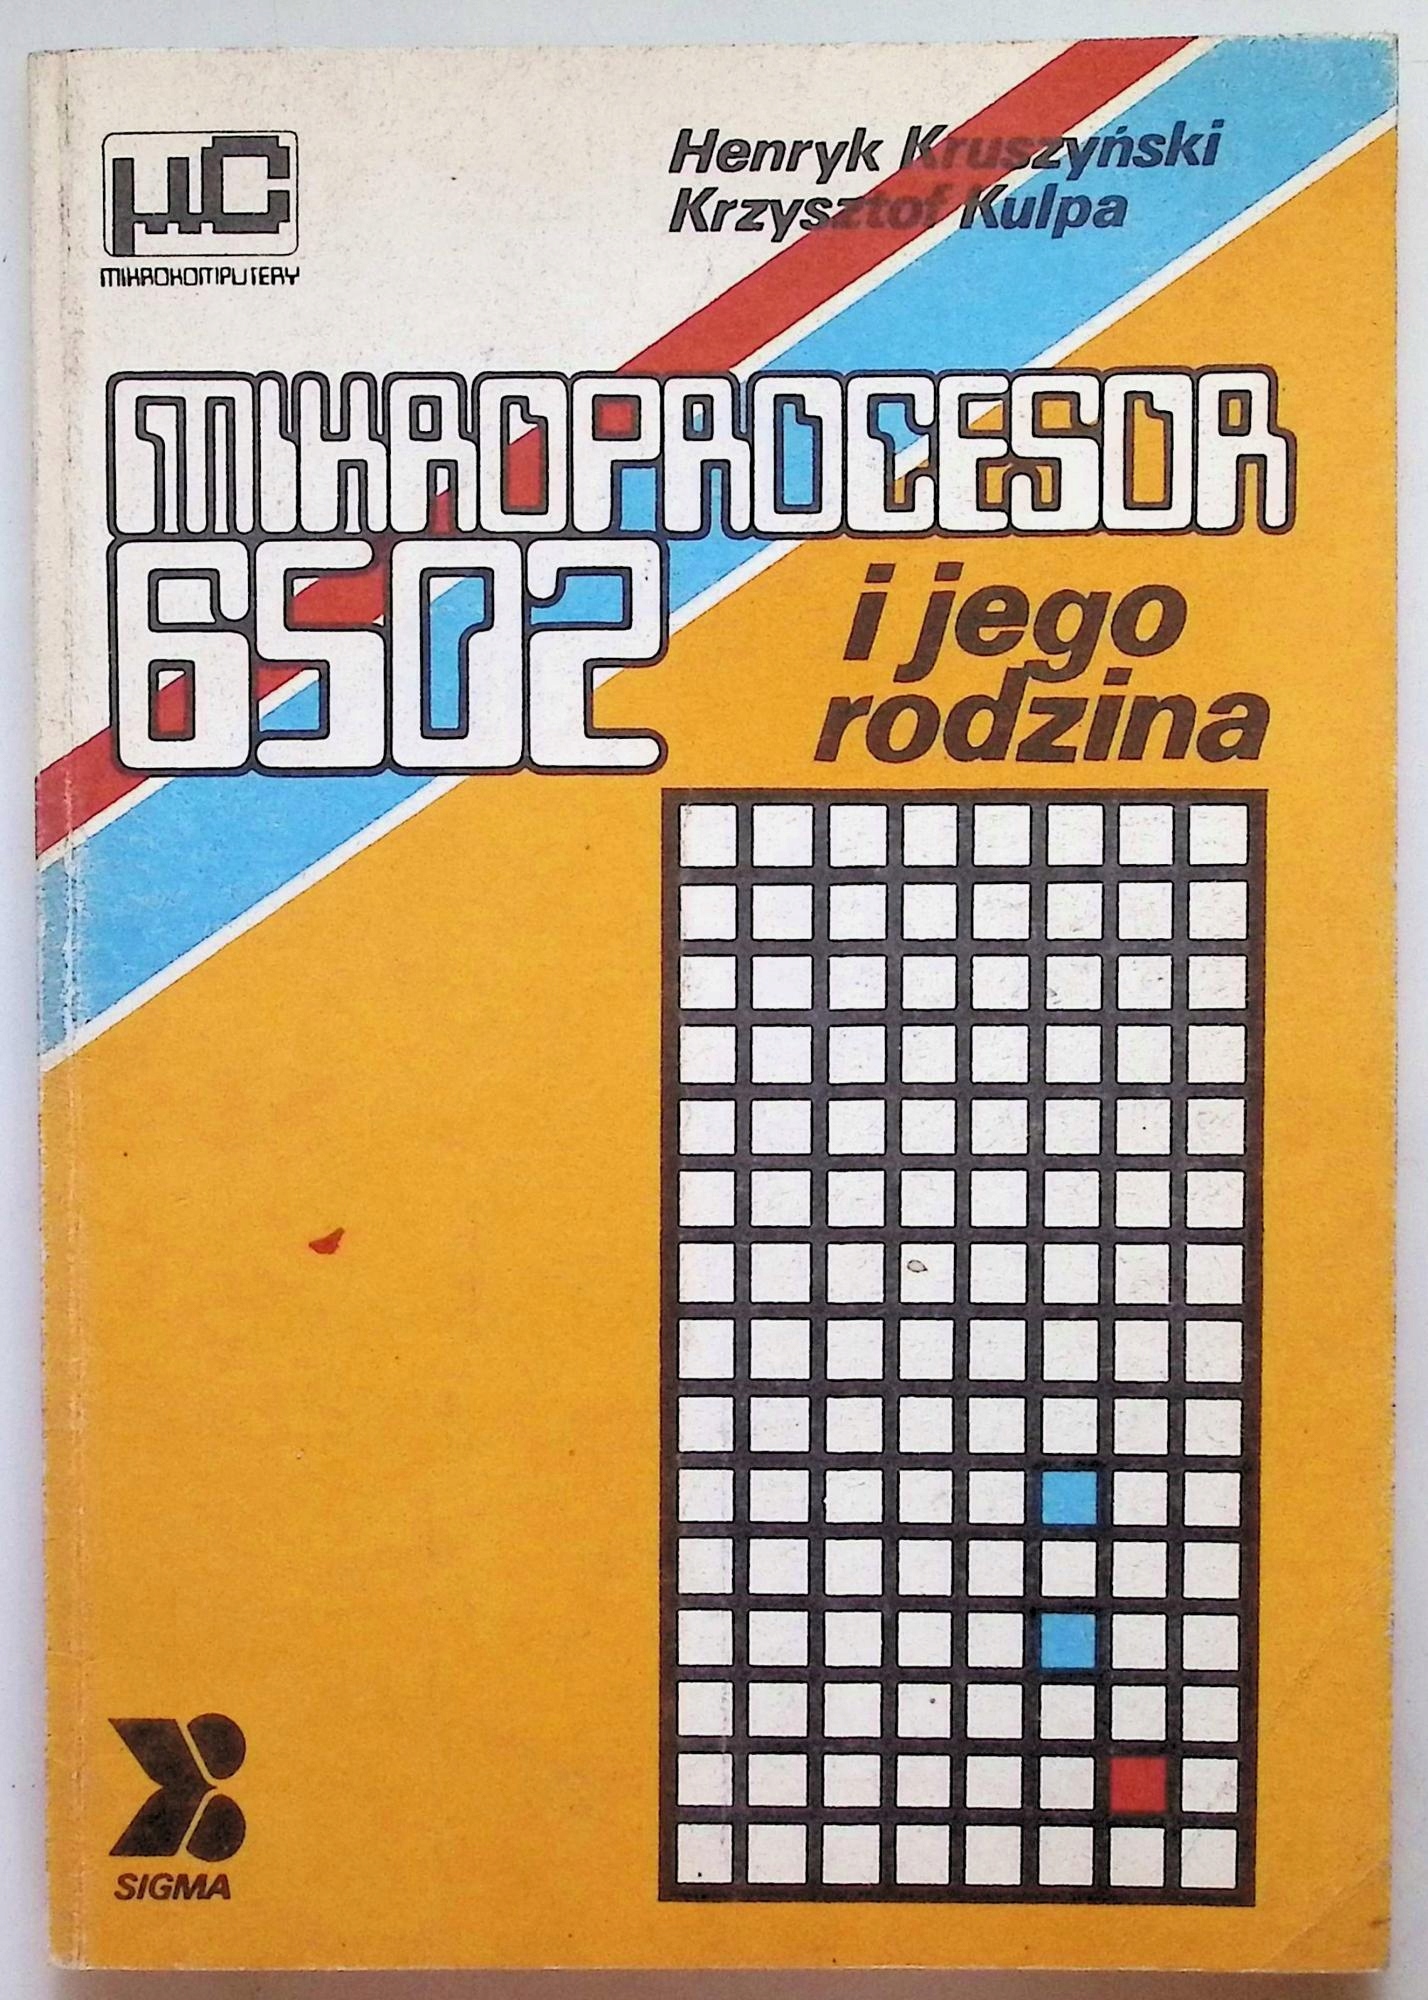 μC
MIKROKOMPUTERY
Henryk Kruszyński
Krzysztof Kulpa
MIKROPROCESOR
6502
i jego
rodzina
SIGMA